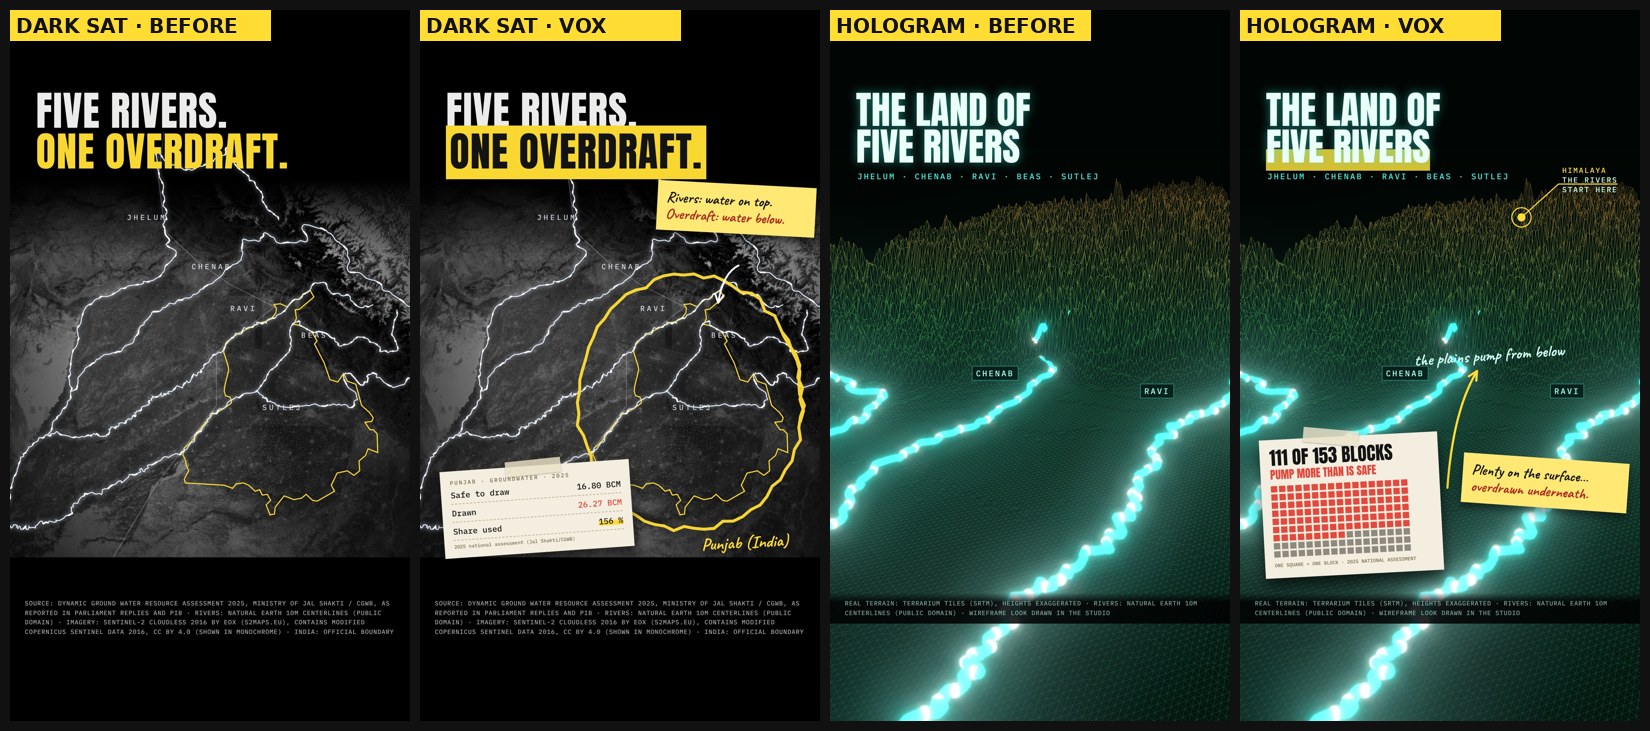 DARK SAT · BEFORE
FIVE RIVERS.
ONE OVERDRAFT.
JHELUM
CHENAB
RAVI
BEAS
SUTLEJ
SOURCE: DYNAMIC GROUND WATER RESOURCE ASSESSMENT 2025, MINISTRY OF JAL SHAKTI / CGWB, AS
REPORTED IN PARLIAMENT REPLIES AND PIB · RIVERS: NATURAL EARTH 10M CENTERLINES (PUBLIC
DOMAIN) · IMAGERY: SENTINEL-2 CLOUDLESS 2016 BY EOX (S2MAPS.EU), CONTAINS MODIFIED
COPERNICUS SENTINEL DATA 2016, CC BY 4.0 (SHOWN IN MONOCHROME) · INDIA: OFFICIAL BOUNDARY
DARK SAT · VOX
FIVE RIVERS.
ONE OVERDRAFT.
Rivers: water on top.
Overdraft: water below.
JHELUM
CHENAB
RAVI
BEAS
SUTLEJ
PUNJAB · GROUNDWATER · 2025
Safe to draw 16.80 BCM
Drawn 26.27 BCM
Share used 156 %
2025 national assessment (Jal Shakti/CGWB)
Punjab (India)
SOURCE: DYNAMIC GROUND WATER RESOURCE ASSESSMENT 2025, MINISTRY OF JAL SHAKTI / CGWB, AS
REPORTED IN PARLIAMENT REPLIES AND PIB · RIVERS: NATURAL EARTH 10M CENTERLINES (PUBLIC
DOMAIN) · IMAGERY: SENTINEL-2 CLOUDLESS 2016 BY EOX (S2MAPS.EU), CONTAINS MODIFIED
COPERNICUS SENTINEL DATA 2016, CC BY 4.0 (SHOWN IN MONOCHROME) · INDIA: OFFICIAL BOUNDARY
HOLOGRAM · BEFORE
THE LAND OF
FIVE RIVERS
JHELUM · CHENAB · RAVI · BEAS · SUTLEJ
CHENAB
RAVI
REAL TERRAIN: TERRARIUM TILES (SRTM), HEIGHTS EXAGGERATED · RIVERS: NATURAL EARTH 10M
CENTERLINES (PUBLIC DOMAIN) · WIREFRAME LOOK DRAWN IN THE STUDIO
HOLOGRAM · VOX
THE LAND OF
FIVE RIVERS
JHELUM · CHENAB · RAVI · BEAS · SUTLEJ
HIMALAYA
THE RIVERS
START HERE
the plains pump from below
CHENAB
RAVI
111 OF 153 BLOCKS
PUMP MORE THAN IS SAFE
ONE SQUARE = ONE BLOCK · 2025 NATIONAL ASSESSMENT
Plenty on the surface...
overdrawn underneath.
REAL TERRAIN: TERRARIUM TILES (SRTM), HEIGHTS EXAGGERATED · RIVERS: NATURAL EARTH 10M
CENTERLINES (PUBLIC DOMAIN) · WIREFRAME LOOK DRAWN IN THE STUDIO